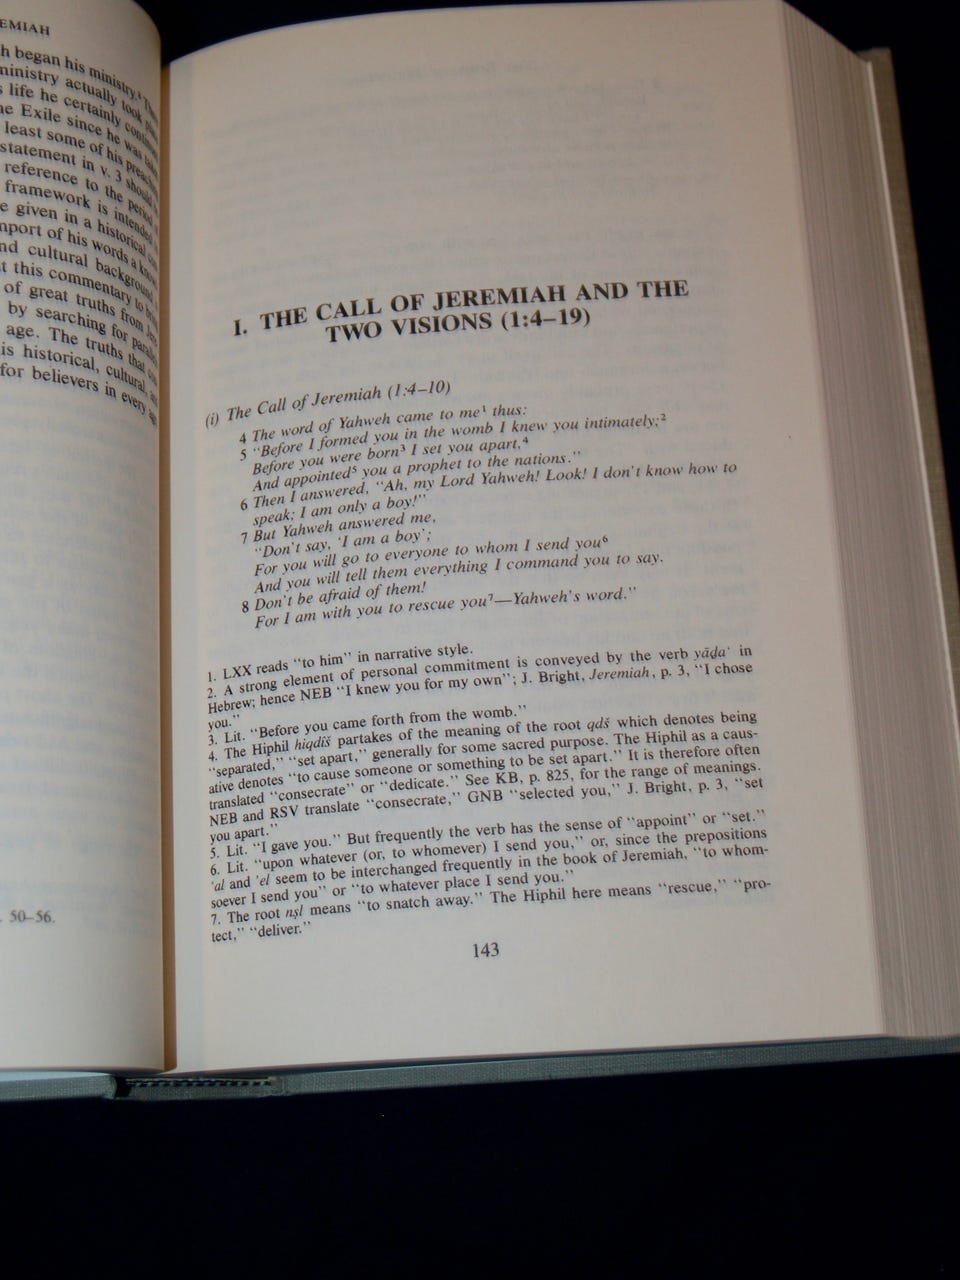 EMIAH
h began his ministry.
ministry actually took
s life he certainly
he Exile since he was
least some of his
statement in v. 3
reference to the period
framework is intended
e given in a historical
mport of his words a
nd cultural background
t this commentary to
of great truths from
by searching for
age. The truths that
is historical, cultural, and
for believers in every age
. 50–56.
I. THE CALL OF JEREMIAH AND THE
TWO VISIONS (1:4–19)
(i) The Call of Jeremiah (1:4–10)
4 The word of Yahweh came to me¹ thus:
5 “Before I formed you in the womb I knew you intimately;²
Before you were born³ I set you apart,⁴
And appointed⁵ you a prophet to the nations.”
6 Then I answered, “Ah, my Lord Yahweh! Look! I don’t know how to
speak; I am only a boy!”
7 But Yahweh answered me,
“Don’t say, ‘I am a boy’;
For you will go to everyone to whom I send you⁶
And you will tell them everything I command you to say.
8 Don’t be afraid of them!
For I am with you to rescue you⁷—Yahweh’s word.”
1. LXX reads “to him” in narrative style.
2. A strong element of personal commitment is conveyed by the verb yāḏa‘ in
Hebrew; hence NEB “I knew you for my own”; J. Bright, Jeremiah, p. 3, “I chose
you.”
3. Lit. “Before you came forth from the womb.”
4. The Hiphil hiqdîš partakes of the meaning of the root qdš which denotes being
“separated,” “set apart,” generally for some sacred purpose. The Hiphil as a caus-
ative denotes “to cause someone or something to be set apart.” It is therefore often
translated “consecrate” or “dedicate.” See KB, p. 825, for the range of meanings.
NEB and RSV translate “consecrate,” GNB “selected you,” J. Bright, p. 3, “set
you apart.”
5. Lit. “I gave you.” But frequently the verb has the sense of “appoint” or “set.”
6. Lit. “upon whatever (or, to whomever) I send you,” or, since the prepositions
‘al and ’el seem to be interchanged frequently in the book of Jeremiah, “to whom-
soever I send you” or “to whatever place I send you.”
7. The root nṣl means “to snatch away.” The Hiphil here means “rescue,” “pro-
tect,” “deliver.”
143